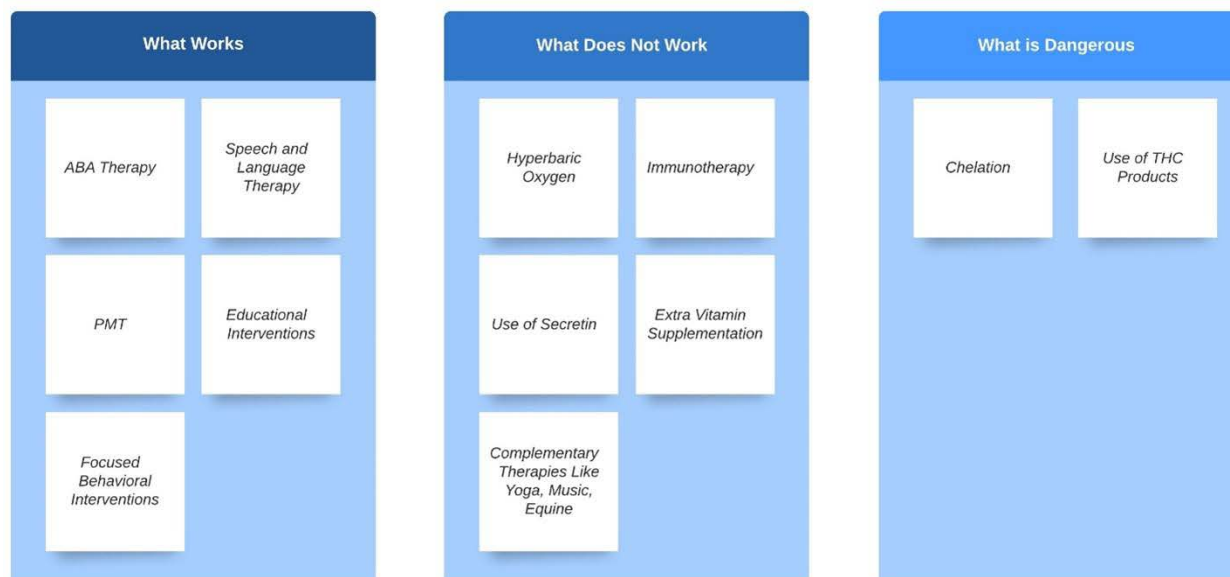 What Works
ABA Therapy
Speech and
Language
Therapy
PMT
Educational
Interventions
Focused
Behavioral
Interventions
What Does Not Work
Hyperbaric
Oxygen
Immunotherapy
Use of Secretin
Extra Vitamin
Supplementation
Complementary
Therapies Like
Yoga, Music,
Equine
What is Dangerous
Chelation
Use of THC
Products